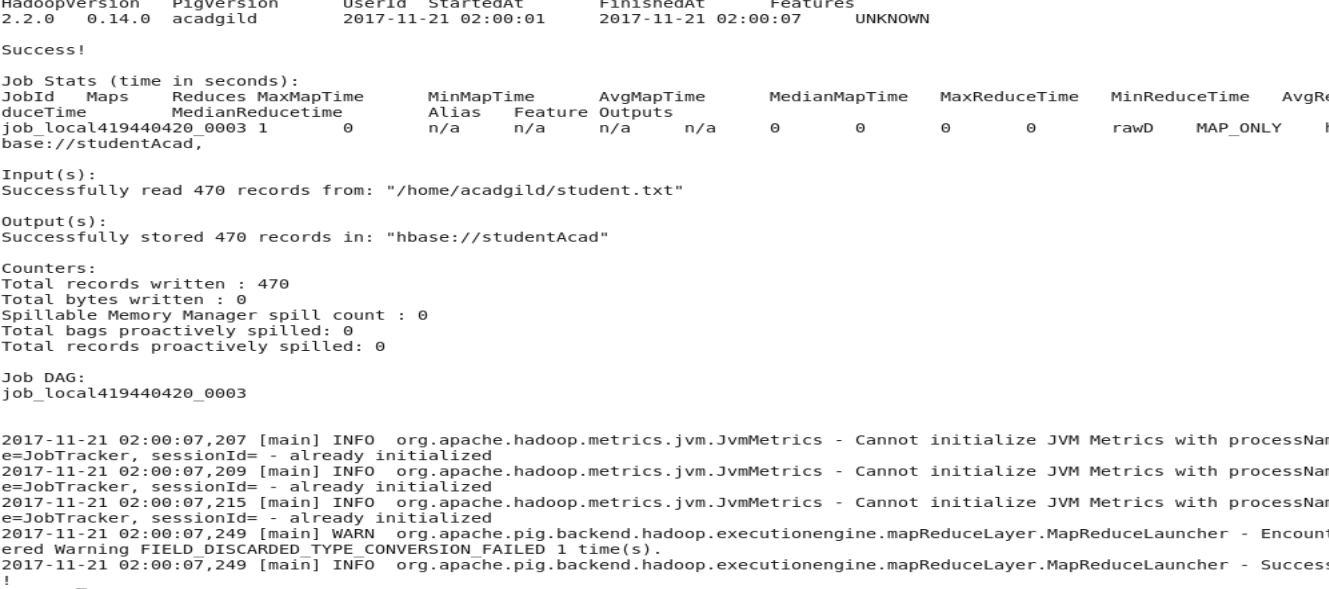 HadoopVersion PigVersion UserId StartedAt FinishedAt Features
2.2.0 0.14.0 acadgild 2017-11-21 02:00:01 2017-11-21 02:00:07 UNKNOWN
Success!
Job Stats (time in seconds):
JobId Maps Reduces MaxMapTime MinMapTime AvgMapTime MedianMapTime MaxReduceTime MinReduceTime AvgRe
duceTime MedianReducetime Alias Feature Outputs
job_local419440420_0003 1 0 n/a n/a n/a n/a 0 0 0 0 rawD MAP_ONLY h
base://studentAcad,
Input(s):
Successfully read 470 records from: "/home/acadgild/student.txt"
Output(s):
Successfully stored 470 records in: "hbase://studentAcad"
Counters:
Total records written : 470
Total bytes written : 0
Spillable Memory Manager spill count : 0
Total bags proactively spilled: 0
Total records proactively spilled: 0
Job DAG:
job_local419440420_0003
2017-11-21 02:00:07,207 [main] INFO org.apache.hadoop.metrics.jvm.JvmMetrics - Cannot initialize JVM Metrics with processNam
e=JobTracker, sessionId= - already initialized
2017-11-21 02:00:07,209 [main] INFO org.apache.hadoop.metrics.jvm.JvmMetrics - Cannot initialize JVM Metrics with processNam
e=JobTracker, sessionId= - already initialized
2017-11-21 02:00:07,215 [main] INFO org.apache.hadoop.metrics.jvm.JvmMetrics - Cannot initialize JVM Metrics with processNam
e=JobTracker, sessionId= - already initialized
2017-11-21 02:00:07,249 [main] WARN org.apache.pig.backend.hadoop.executionengine.mapReduceLayer.MapReduceLauncher - Encount
ered Warning FIELD_DISCARDED_TYPE_CONVERSION_FAILED 1 time(s).
2017-11-21 02:00:07,249 [main] INFO org.apache.pig.backend.hadoop.executionengine.mapReduceLayer.MapReduceLauncher - Success
!